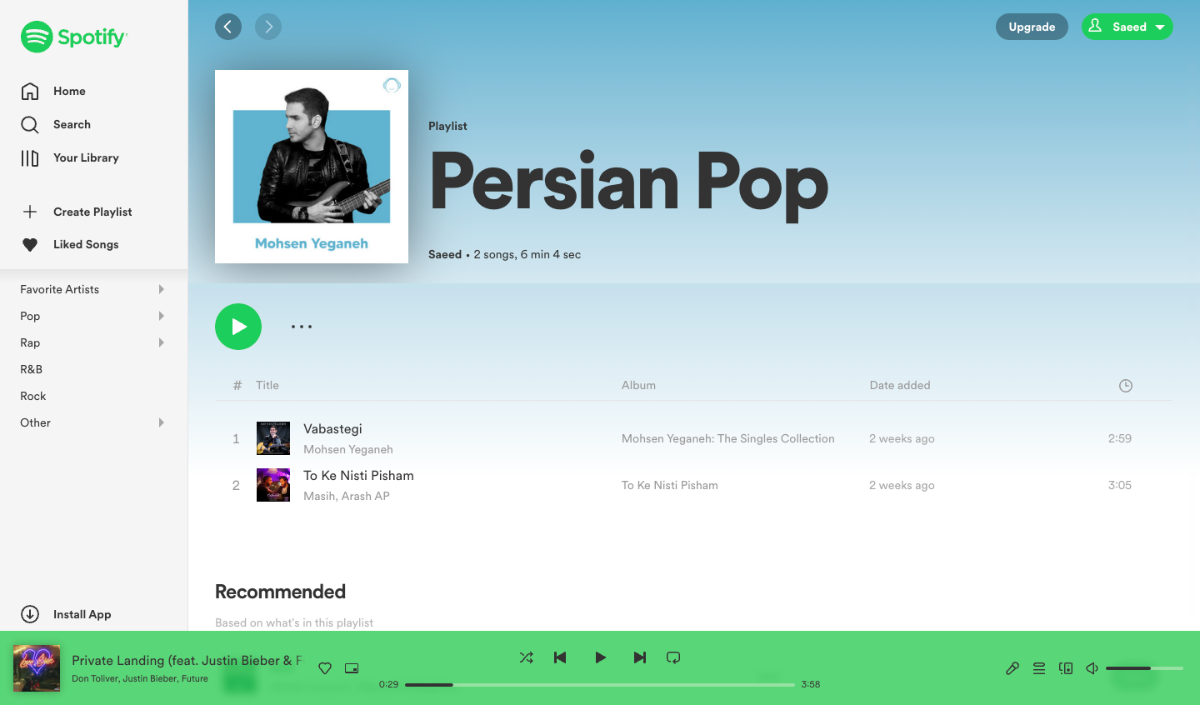 Spotify
Home
Search
Your Library
Create Playlist
Liked Songs
Favorite Artists
Pop
Rap
R&B
Rock
Other
Install App
Upgrade
Saeed
Mohsen Yeganeh
Playlist
Persian Pop
Saeed • 2 songs, 6 min 4 sec
# Title Album Date added
1 Vabastegi Mohsen Yeganeh: The Singles Collection 2 weeks ago 2:59
Mohsen Yeganeh
2 To Ke Nisti Pisham To Ke Nisti Pisham 2 weeks ago 3:05
Masih, Arash AP
Recommended
Based on what's in this playlist
Private Landing (feat. Justin Bieber & F
Don Toliver, Justin Bieber, Future
0:29 3:58